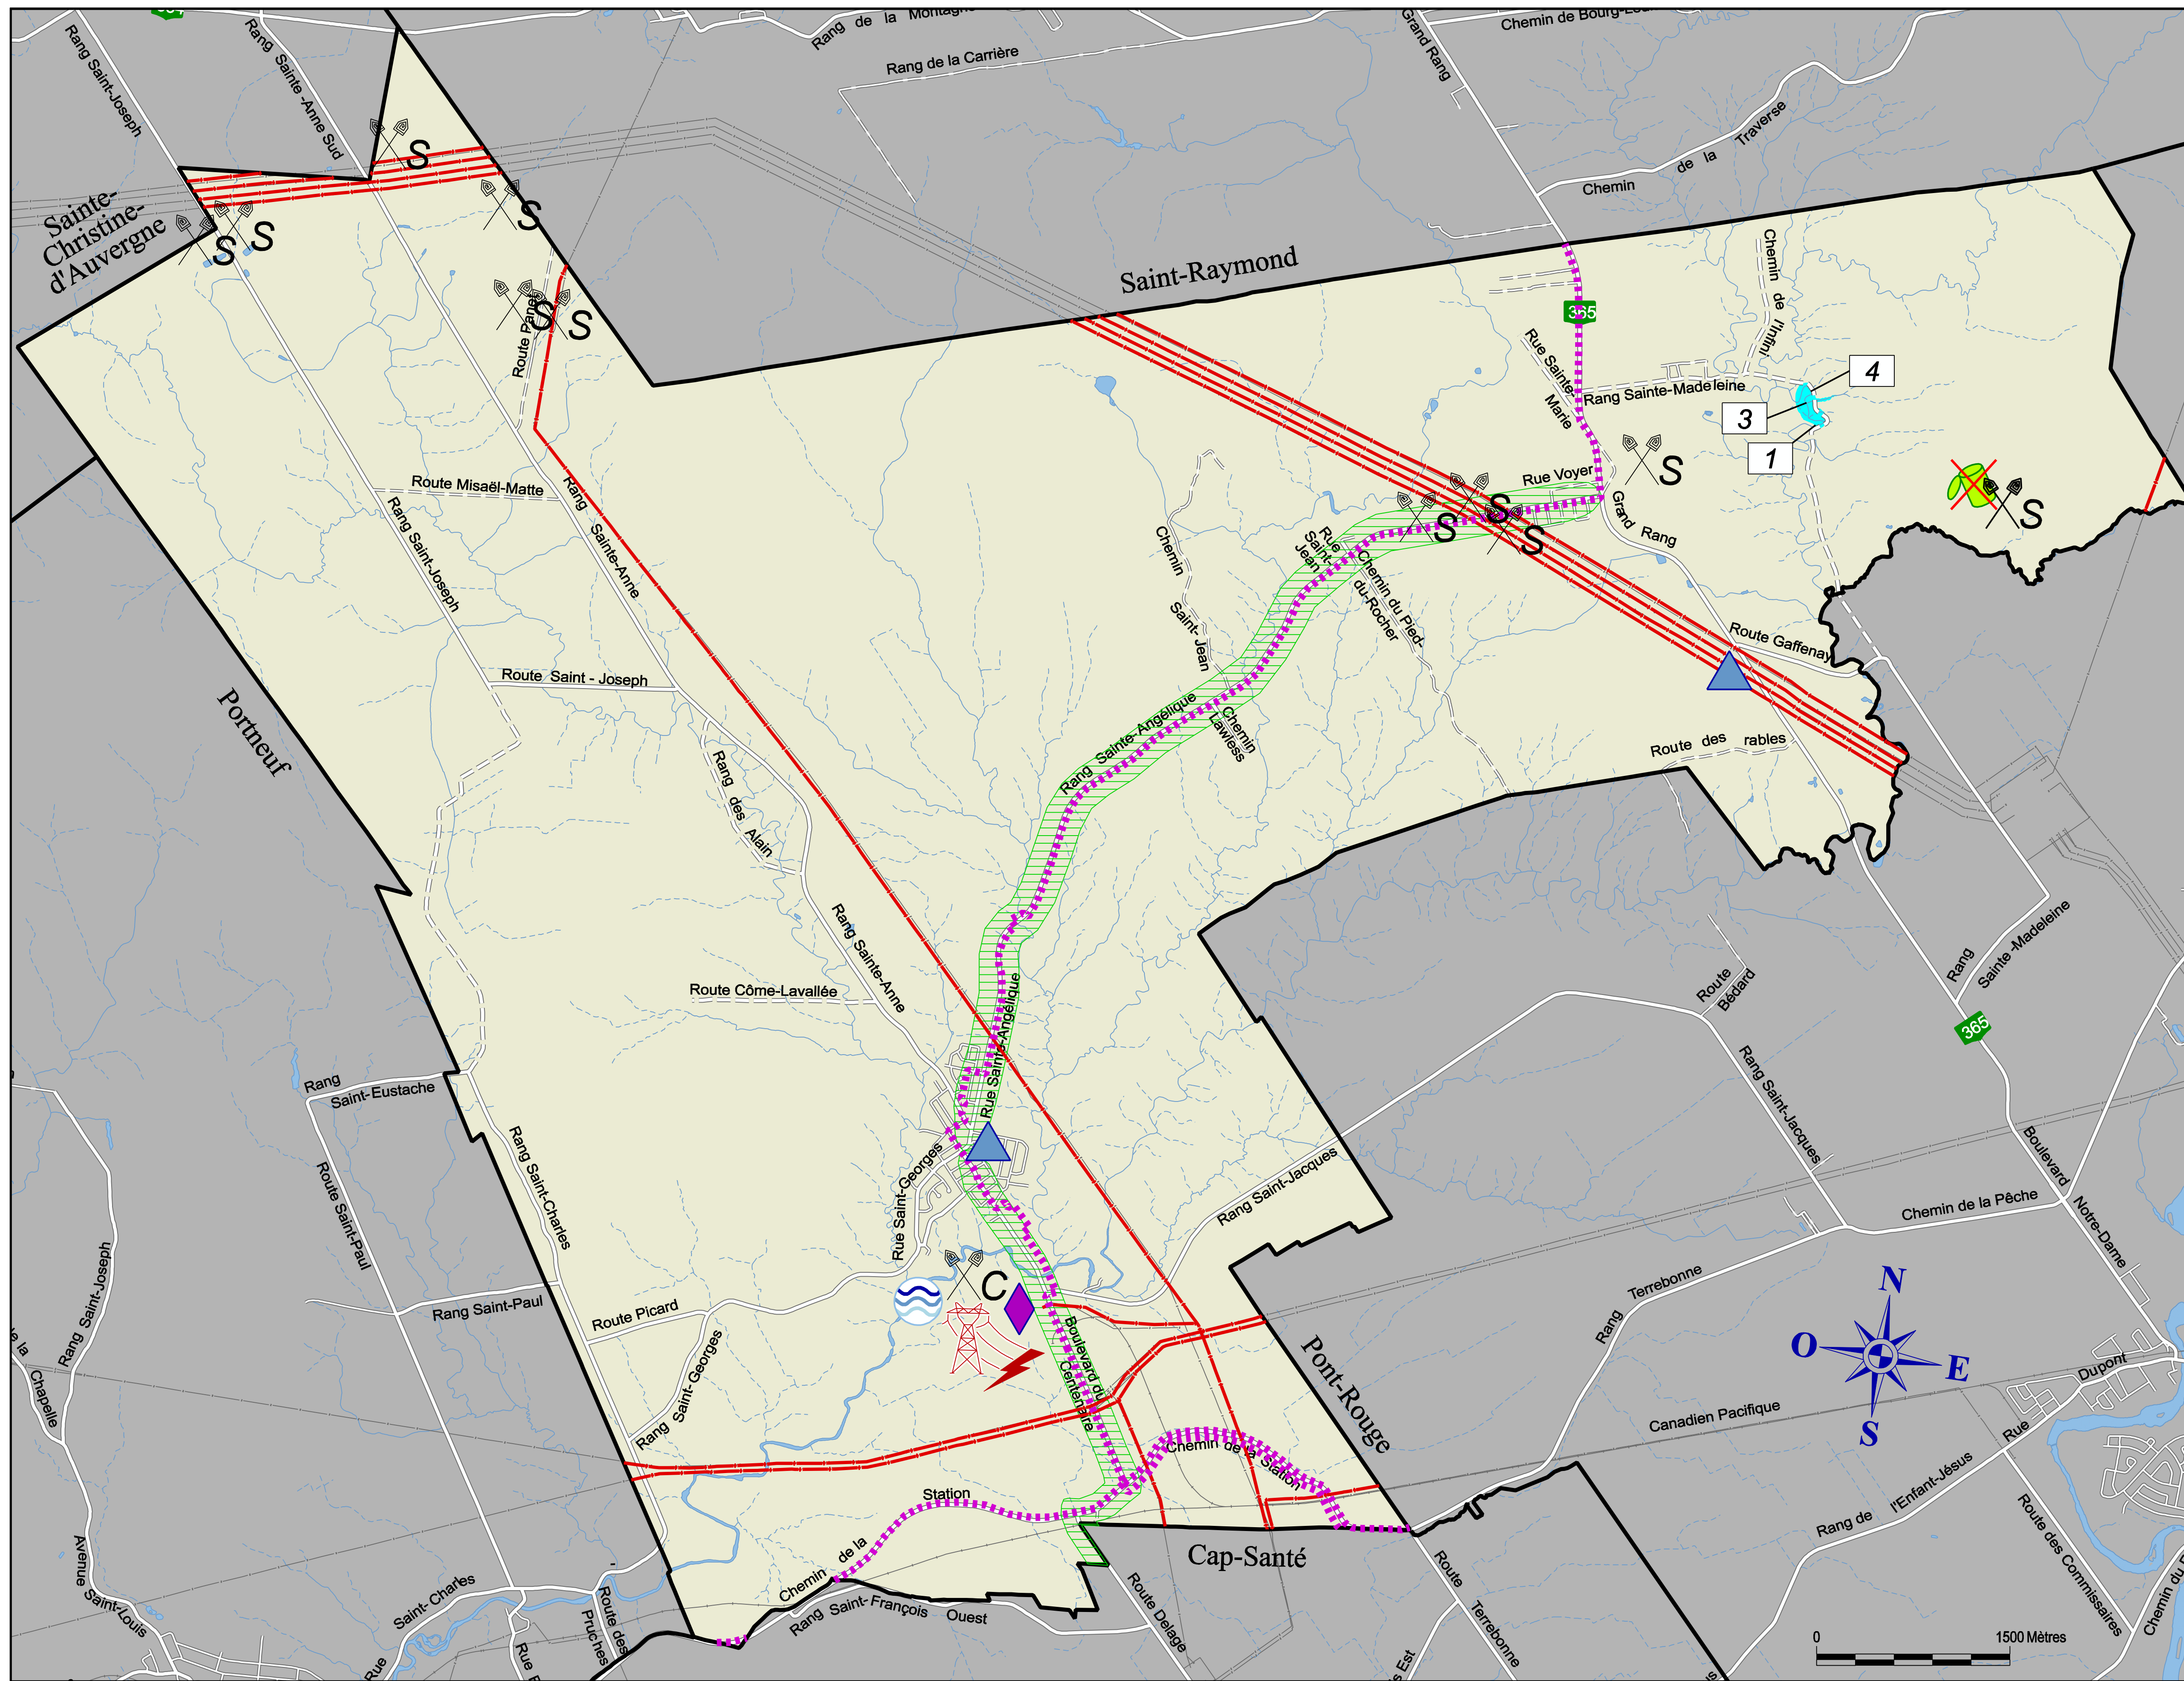 Rang de la Montagne
Chemin de Bourg-Lou
Rang Saint-Joseph
Rang Sainte-Anne Sud
Rang de la Carrière
Grand Rang
Chemin de la Traverse
S
Sainte-
Christine-
d'Auvergne
S
S
S
Saint-Raymond
Chemin de l'Infini
365
S
S
Route Panet
Rue Sainte-
Marie
Rang Sainte-Madeleine
4
3
1
S
S
Route Misaël-Matte
Rang Sainte-Anne
Rang Saint-Joseph
Rue Voyer
S
S
S
Grand Rang
Chemin Saint-Jean
Rue
Saint-
Jean
Chemin du Pied-
du-Rocher
Route Gaffenay
Route Saint-Joseph
Portneuf
Rang Sainte-Angélique
Chemin
Lawless
Route des rables
Rang des Alain
Rang Sainte-Anne
Rang
Sainte-Madeleine
Route Côme-Lavallée
Rue Sainte-Angélique
Route
Bédard
365
Rang
Saint-Eustache
Rang Saint-Jacques
Rang Saint-Charles
Route Saint-Paul
Rue Saint-Georges
Rang Saint-Jacques
Boulevard Notre-Dame
Chemin de la Pêche
Rang Saint-Joseph
Rang Saint-Paul
Route Picard
C
Rang Terrebonne
N
O
E
S
Boulevard du
Centenaire
Pont-Rouge
Rang Saint-Georges
Chapelle
Dupont
Rue
Canadien Pacifique
Chemin de la Station
Station
de la
Chemin
Rang de l'Enfant-Jésus
Route des Commissaires
Cap-Santé
Avenue Saint-Louis
Rue Saint-Charles
Route des
Pruches
Rang Saint-François Ouest
Route Delage
Route Terrebonne
Est
Chemin du
0 1500 Mètres